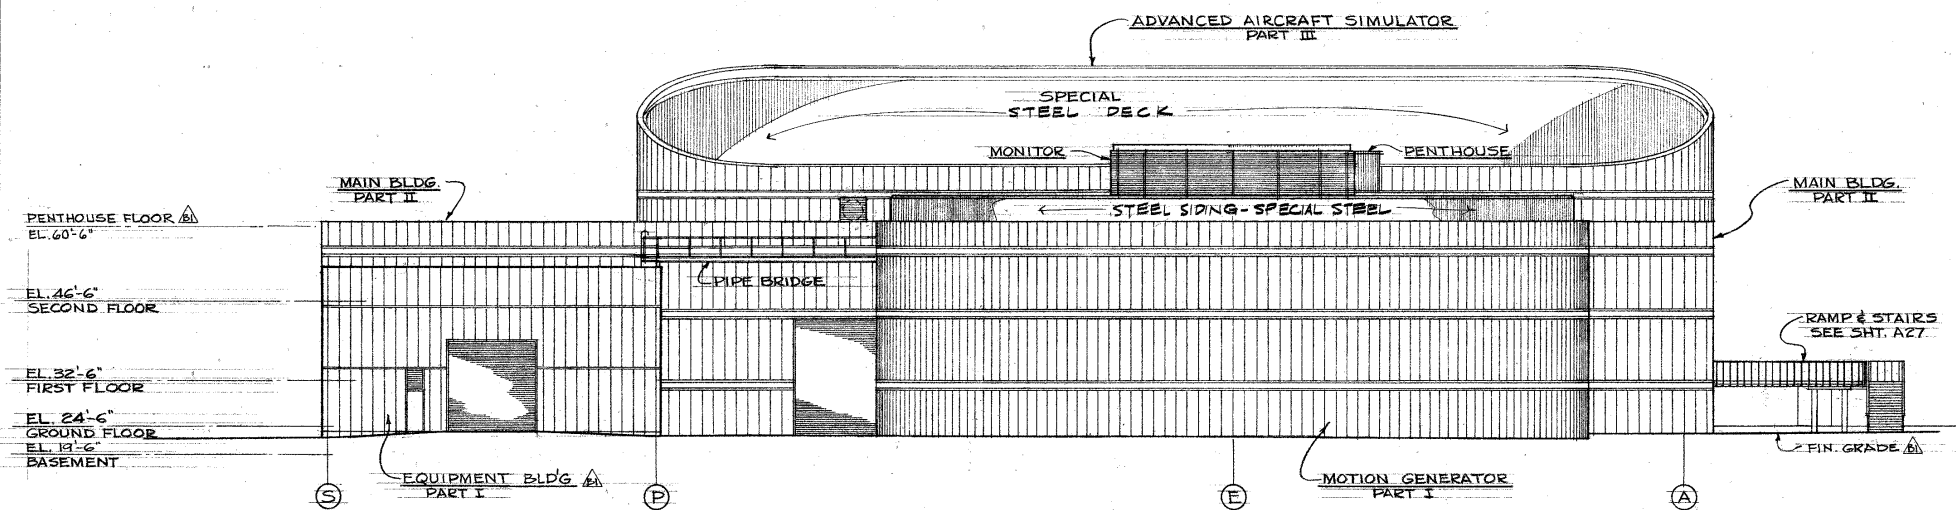 ADVANCED AIRCRAFT SIMULATOR
PART III
SPECIAL
STEEL DECK
MONITOR
PENTHOUSE
MAIN BLDG.
PART II
MAIN BLDG.
PART II
STEEL SIDING-SPECIAL STEEL
PENTHOUSE FLOOR B1
EL. 60'-6"
PIPE BRIDGE
EL. 46'-6"
SECOND FLOOR
RAMP & STAIRS
SEE SHT. A27
EL. 32'-6"
FIRST FLOOR
EL. 24'-6"
GROUND FLOOR
EL. 19'-6"
BASEMENT
FIN. GRADE B1
EQUIPMENT BLD'G B1
PART I
MOTION GENERATOR
PART I
S
P
E
A